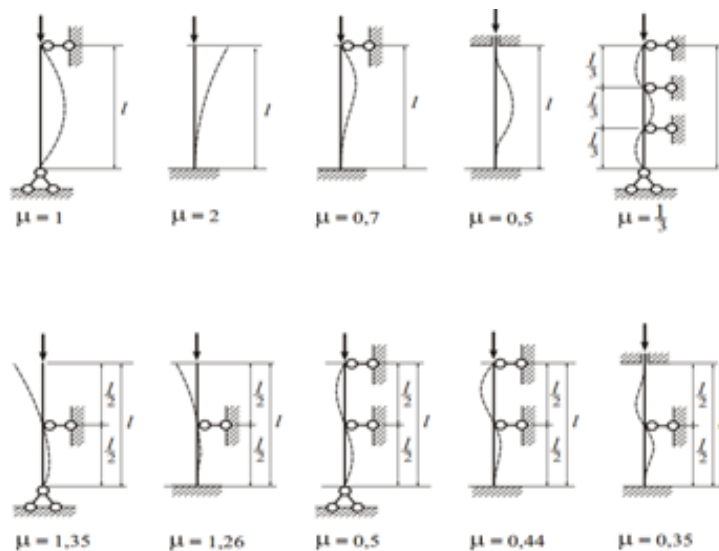 l
l
l
l
l/3
l/3
l/3
μ = 1
μ = 2
μ = 0,7
μ = 0,5
μ = 1/3
l/2
l/2
l
l/2
l/2
l
l/2
l/2
l
l/2
l/2
l
l/2
l/2
μ = 1,35
μ = 1,26
μ = 0,5
μ = 0,44
μ = 0,35